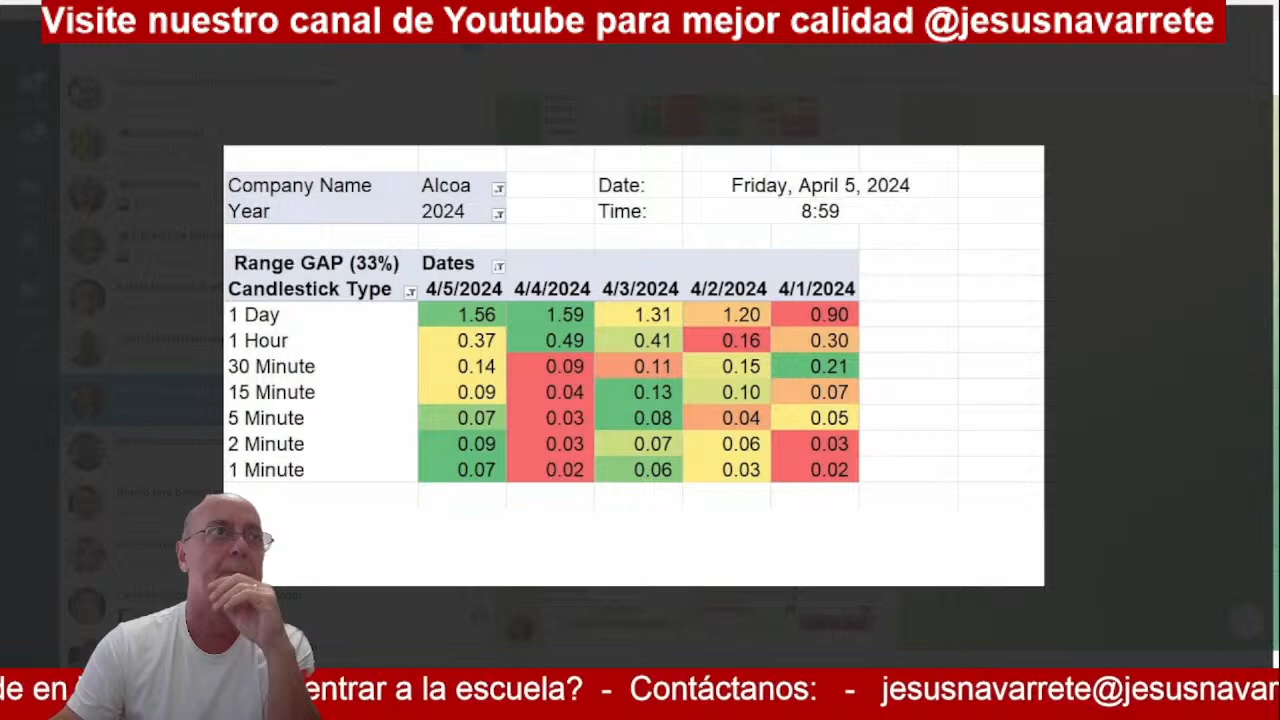 Visite nuestro canal de Youtube para mejor calidad @jesusnavarrete
Company Name Alcoa Date: Friday, April 5, 2024
Year 2024 Time: 8:59
Range GAP (33%) Dates
Candlestick Type 4/5/2024 4/4/2024 4/3/2024 4/2/2024 4/1/2024
1 Day 1.56 1.59 1.31 1.20 0.90
1 Hour 0.37 0.49 0.41 0.16 0.30
30 Minute 0.14 0.09 0.11 0.15 0.21
15 Minute 0.09 0.04 0.13 0.10 0.07
5 Minute 0.07 0.03 0.08 0.04 0.05
2 Minute 0.09 0.03 0.07 0.06 0.03
1 Minute 0.07 0.02 0.06 0.03 0.02
de en entrar a la escuela? - Contáctanos: - jesusnavarrete@jesusnavar